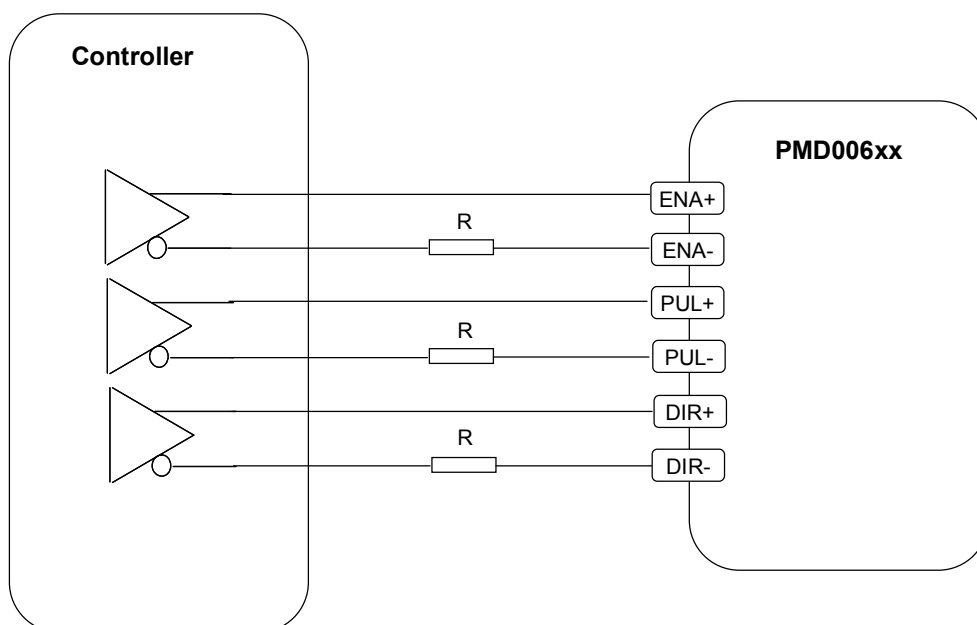 Controller
PMD006xx
ENA+
R
ENA-
PUL+
R
PUL-
DIR+
R
DIR-